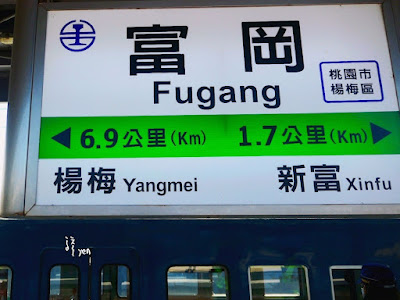 富岡
Fugang
桃園市
楊梅區
6.9公里(Km) 1.7公里(Km)
楊梅 Yangmei 新富 Xinfu
yen